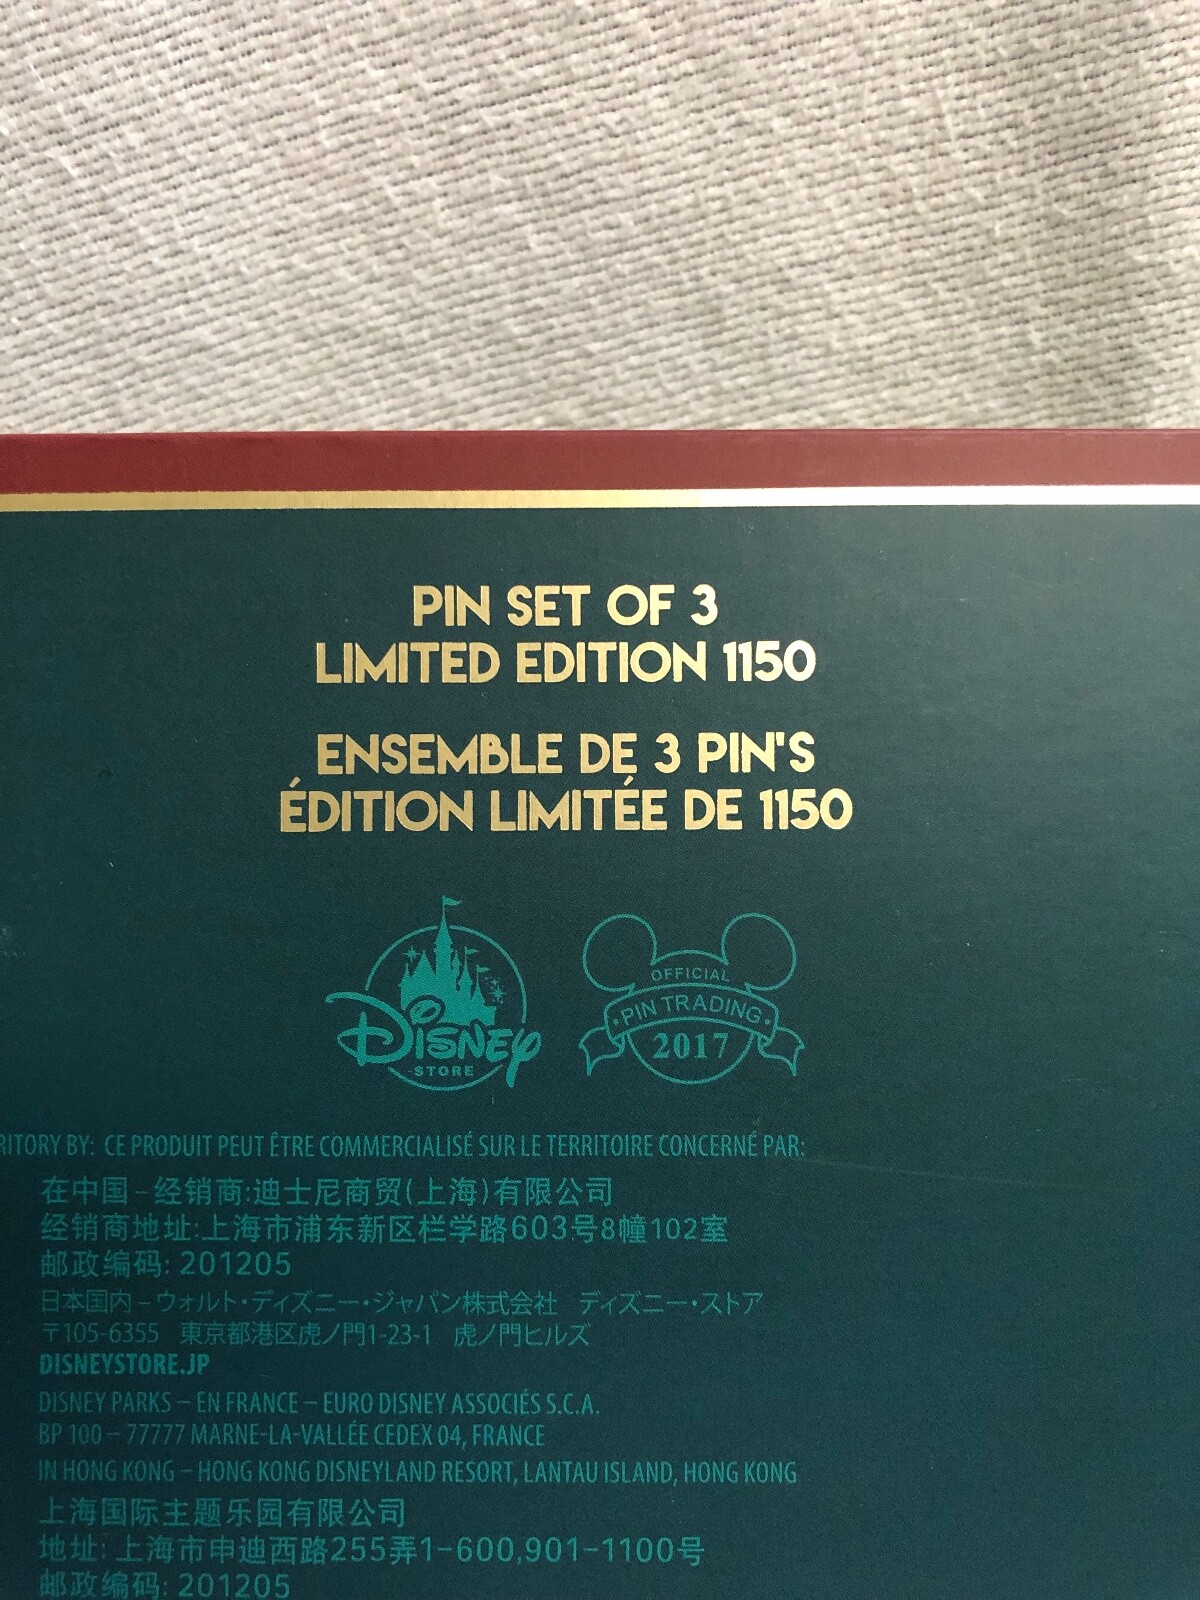 PIN SET OF 3
LIMITED EDITION 1150
ENSEMBLE DE 3 PIN'S
ÉDITION LIMITÉE DE 1150
DISNEY
STORE
OFFICIAL
PIN TRADING
2017
BY: CE PRODUIT PEUT ÊTRE COMMERCIALISÉ SUR LE TERRITOIRE CONCERNÉ PAR:
在中国-经销商:迪士尼商贸(上海)有限公司
经销商地址:上海市浦东新区栏学路603号8幢102室
邮政编码: 201205
日本国内 – ウォルト・ディズニー・ジャパン株式会社 ディズニー・ストア
〒105-6355 東京都港区虎ノ門1-23-1 虎ノ門ヒルズ
DISNEYSTORE.JP
DISNEY PARKS – EN FRANCE – EURO DISNEY ASSOCIÉS S.C.A.
BP 100 – 77777 MARNE-LA-VALLÉE CEDEX 04, FRANCE
IN HONG KONG – HONG KONG DISNEYLAND RESORT, LANTAU ISLAND, HONG KONG
上海国际主题乐园有限公司
地址: 上海市申迪西路255弄1-600,901-1100号
邮政编码: 201205